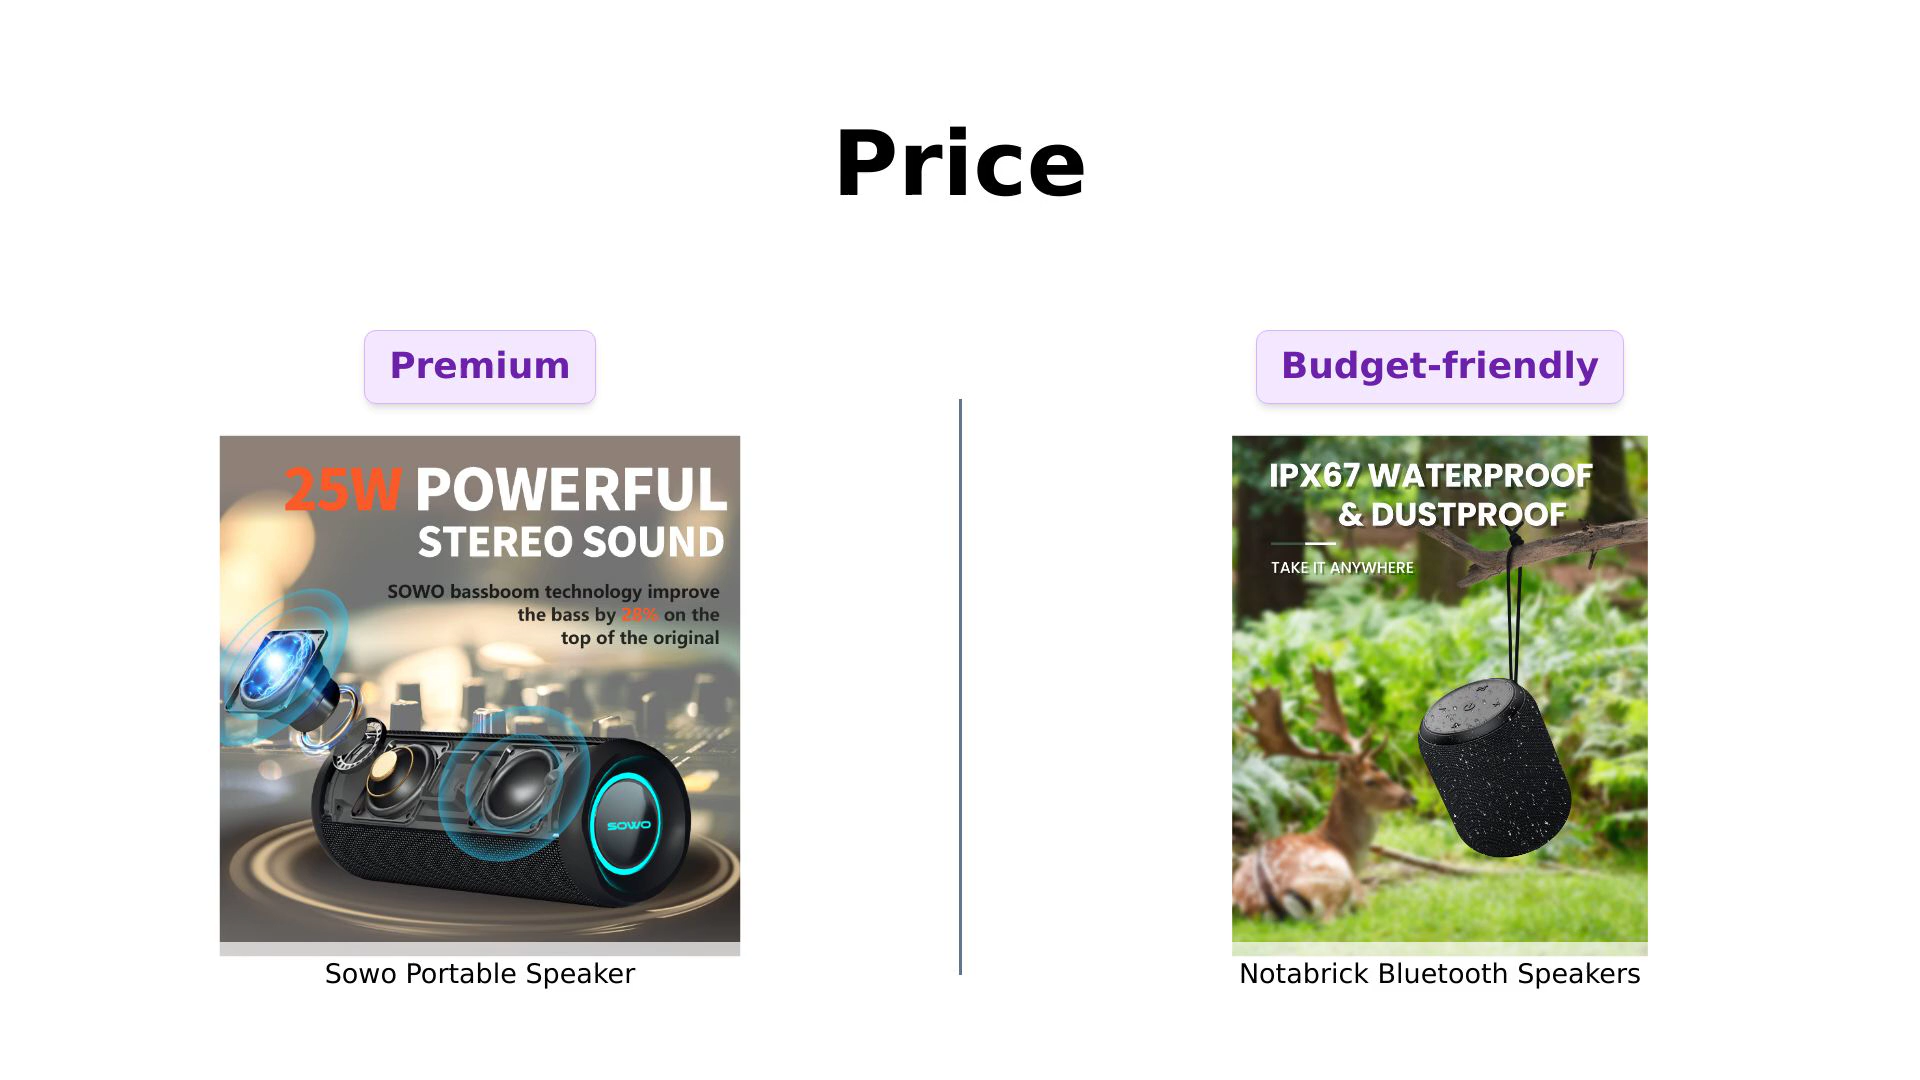 Price
Premium
25W POWERFUL
STEREO SOUND
SOWO bassboom technology improve
the bass by 28% on the
top of the original
SOWO
Sowo Portable Speaker
Budget-friendly
IPX67 WATERPROOF
& DUSTPROOF
TAKE IT ANYWHERE
Notabrick Bluetooth Speakers